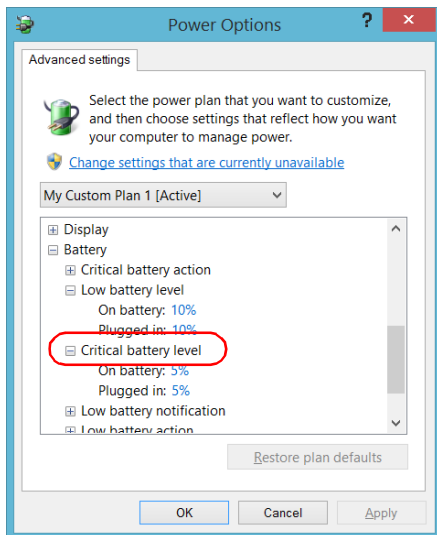 Power Options
?
×
Advanced settings
Select the power plan that you want to customize,
and then choose settings that reflect how you want
your computer to manage power.
Change settings that are currently unavailable
My Custom Plan 1 [Active]
Display
Battery
Critical battery action
Low battery level
On battery: 10%
Plugged in: 10%
Critical battery level
On battery: 5%
Plugged in: 5%
Low battery notification
Low battery action
Restore plan defaults
OK Cancel Apply